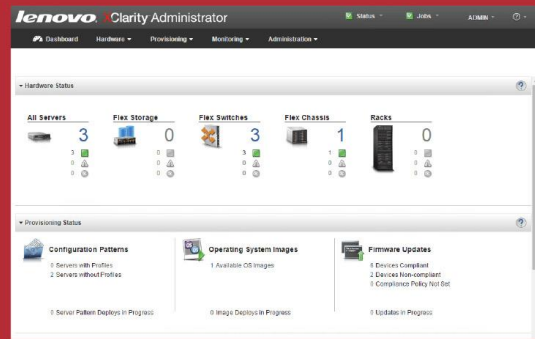 lenovo XClarity Administrator
Status
Jobs
ADMIN
Dashboard
Hardware
Provisioning
Monitoring
Administration
Hardware Status
All Servers
3
3
0
0
Flex Storage
0
0
0
0
Flex Switches
3
3
0
0
Flex Chassis
1
1
0
0
Racks
0
0
0
0
Provisioning Status
Configuration Patterns
0 Servers with Profiles
2 Servers without Profiles
0 Server Pattern Deploys in Progress
Operating System Images
1 Available OS Images
0 Image Deploys in Progress
Firmware Updates
6 Devices Compliant
2 Devices Non-compliant
0 Compliance Policy Not Set
0 Updates in Progress